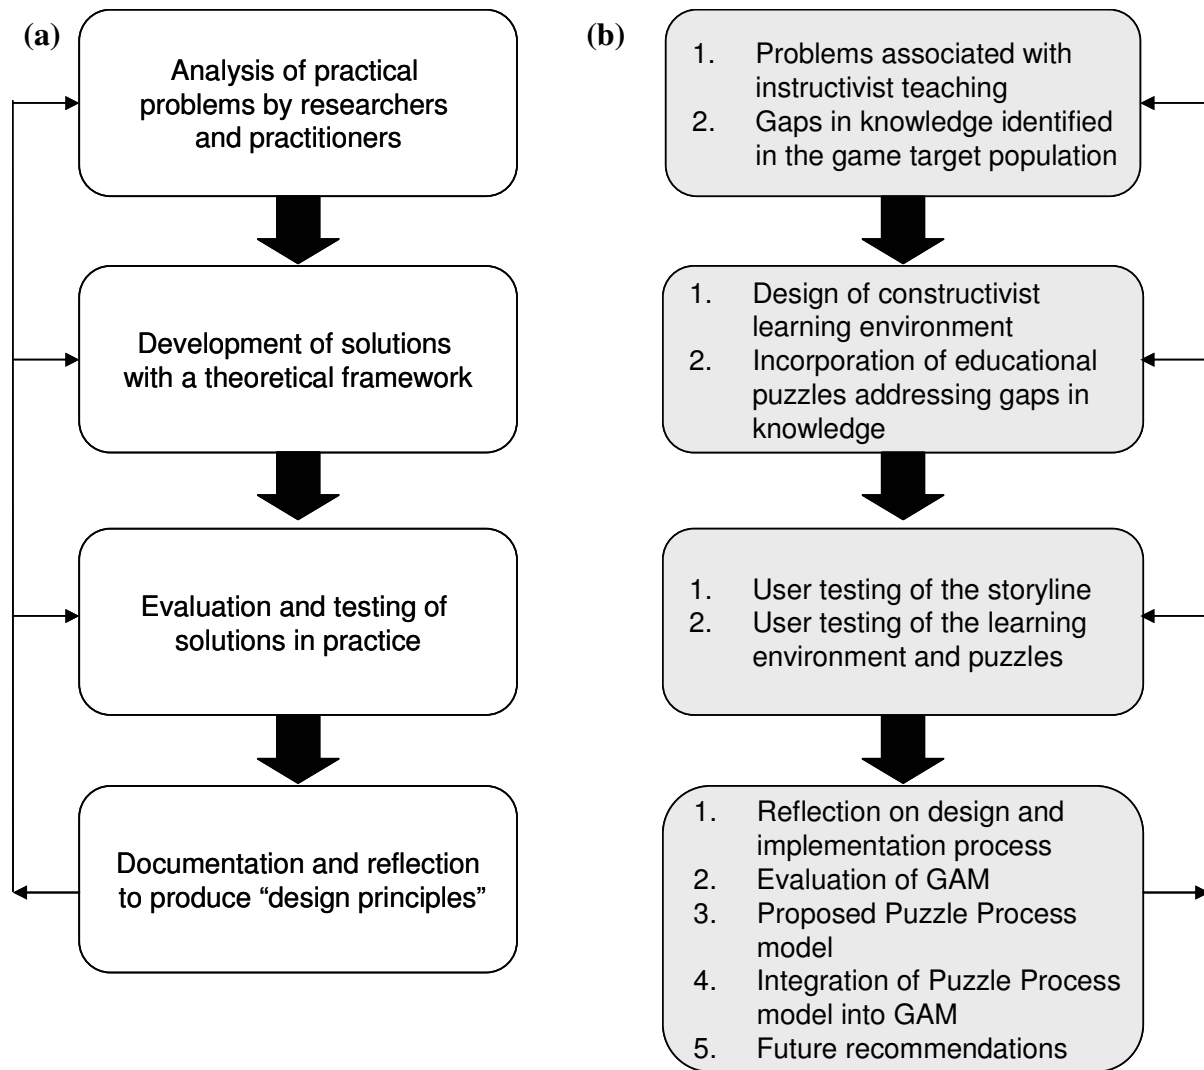 (a)
Analysis of practical
problems by researchers
and practitioners
Development of solutions
with a theoretical framework
Evaluation and testing of
solutions in practice
Documentation and reflection
to produce “design principles”
(b)
1. Problems associated with
instructivist teaching
2. Gaps in knowledge identified
in the game target population
1. Design of constructivist
learning environment
2. Incorporation of educational
puzzles addressing gaps in
knowledge
1. User testing of the storyline
2. User testing of the learning
environment and puzzles
1. Reflection on design and
implementation process
2. Evaluation of GAM
3. Proposed Puzzle Process
model
4. Integration of Puzzle Process
model into GAM
5. Future recommendations